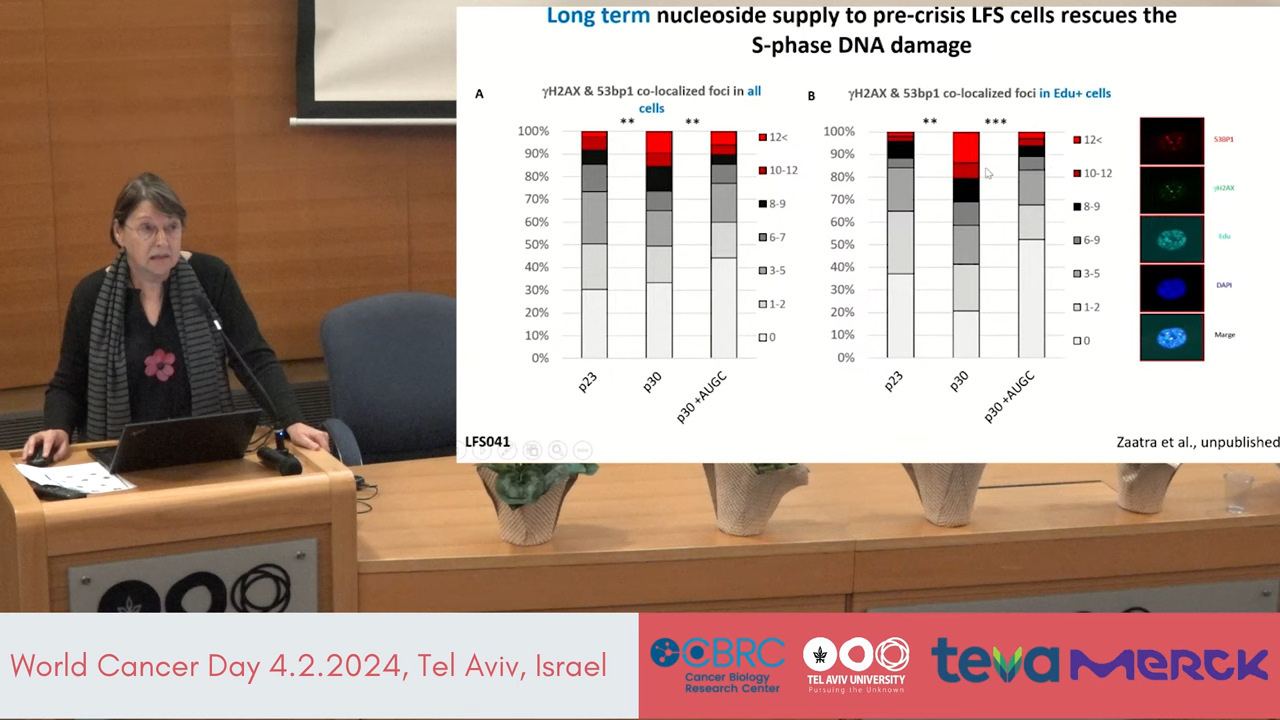 Long term nucleoside supply to pre-crisis LFS cells rescues the
S-phase DNA damage
A
γH2AX & 53bp1 co-localized foci in all
cells
** **
100%
90%
80%
70%
60%
50%
40%
30%
20%
10%
0%
p23
p30
p30 +AUGC
12<
10-12
8-9
6-7
3-5
1-2
0
B
γH2AX & 53bp1 co-localized foci in Edu+ cells
** ***
100%
90%
80%
70%
60%
50%
40%
30%
20%
10%
0%
p23
p30
p30 +AUGC
12<
10-12
8-9
6-9
3-5
1-2
0
53BP1
γH2AX
Edu
DAPI
Marge
LFS041
Zaatra et al., unpublished
World Cancer Day 4.2.2024, Tel Aviv, Israel
CBRC
Cancer Biology
Research Center
TEL AVIV UNIVERSITY
Pursuing the Unknown
teva
MERCK